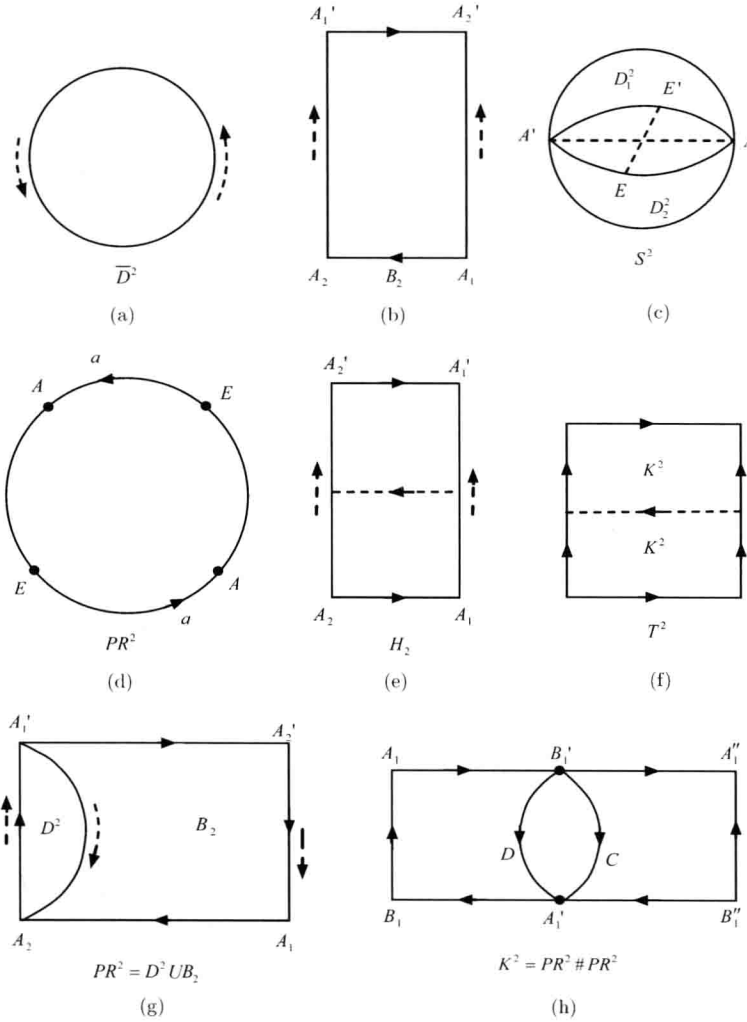 A₁' A₂'
D₁²
E'
A' A
E
D₂²
D̅² A₂ B₂ A₁ S²
(a) (b) (c)
a A₂' A₁'
A E
K²
K²
E A
a
PR² A₂ A₁ T²
H₂
(d) (e) (f)
A₁' A₂' A₁ B₁' A₁″
D² B₂ D C
B₁ A₁' B₁″
A₂ A₁
PR² = D² U B₂ K² = PR² # PR²
(g) (h)